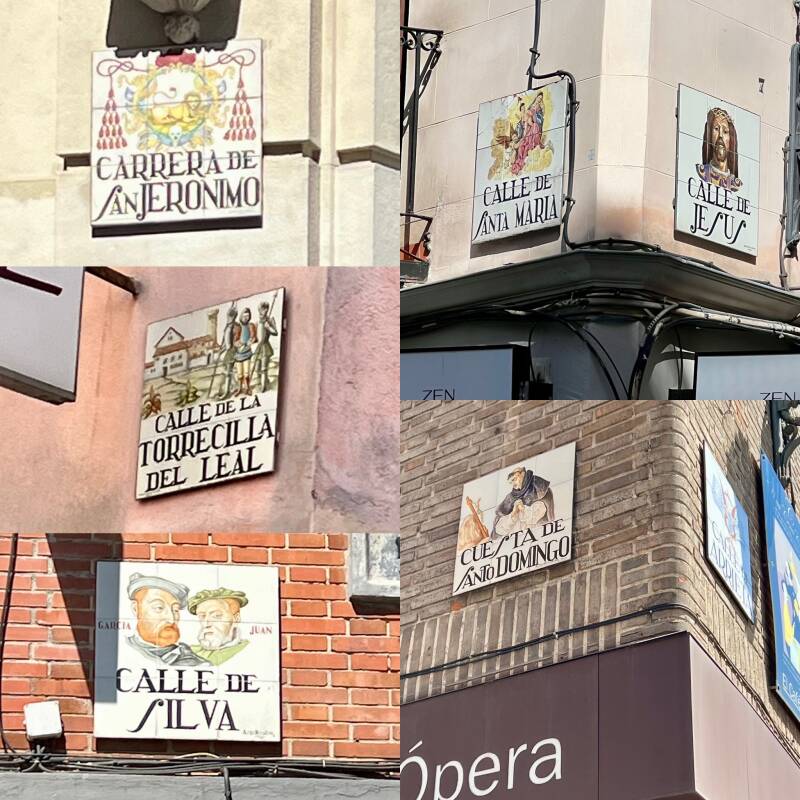 CARRERA DE
SAN JERONIMO
CALLE DE
SANTA MARIA
CALLE DE
JESUS
ZEN
ZEN
CALLE DE LA
TORRECILLA
DEL LEAL
CUESTA DE
SANTO DOMINGO
Ópera
GARCIA
JUAN
CALLE DE
SILVA